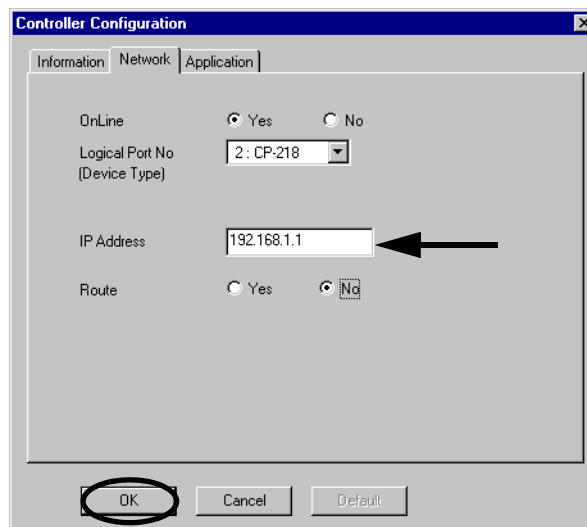 Controller Configuration
Information Network Application
OnLine Yes No
Logical Port No 2 : CP-218
(Device Type)
IP Address 192.168.1.1
Route Yes No
OK Cancel Default